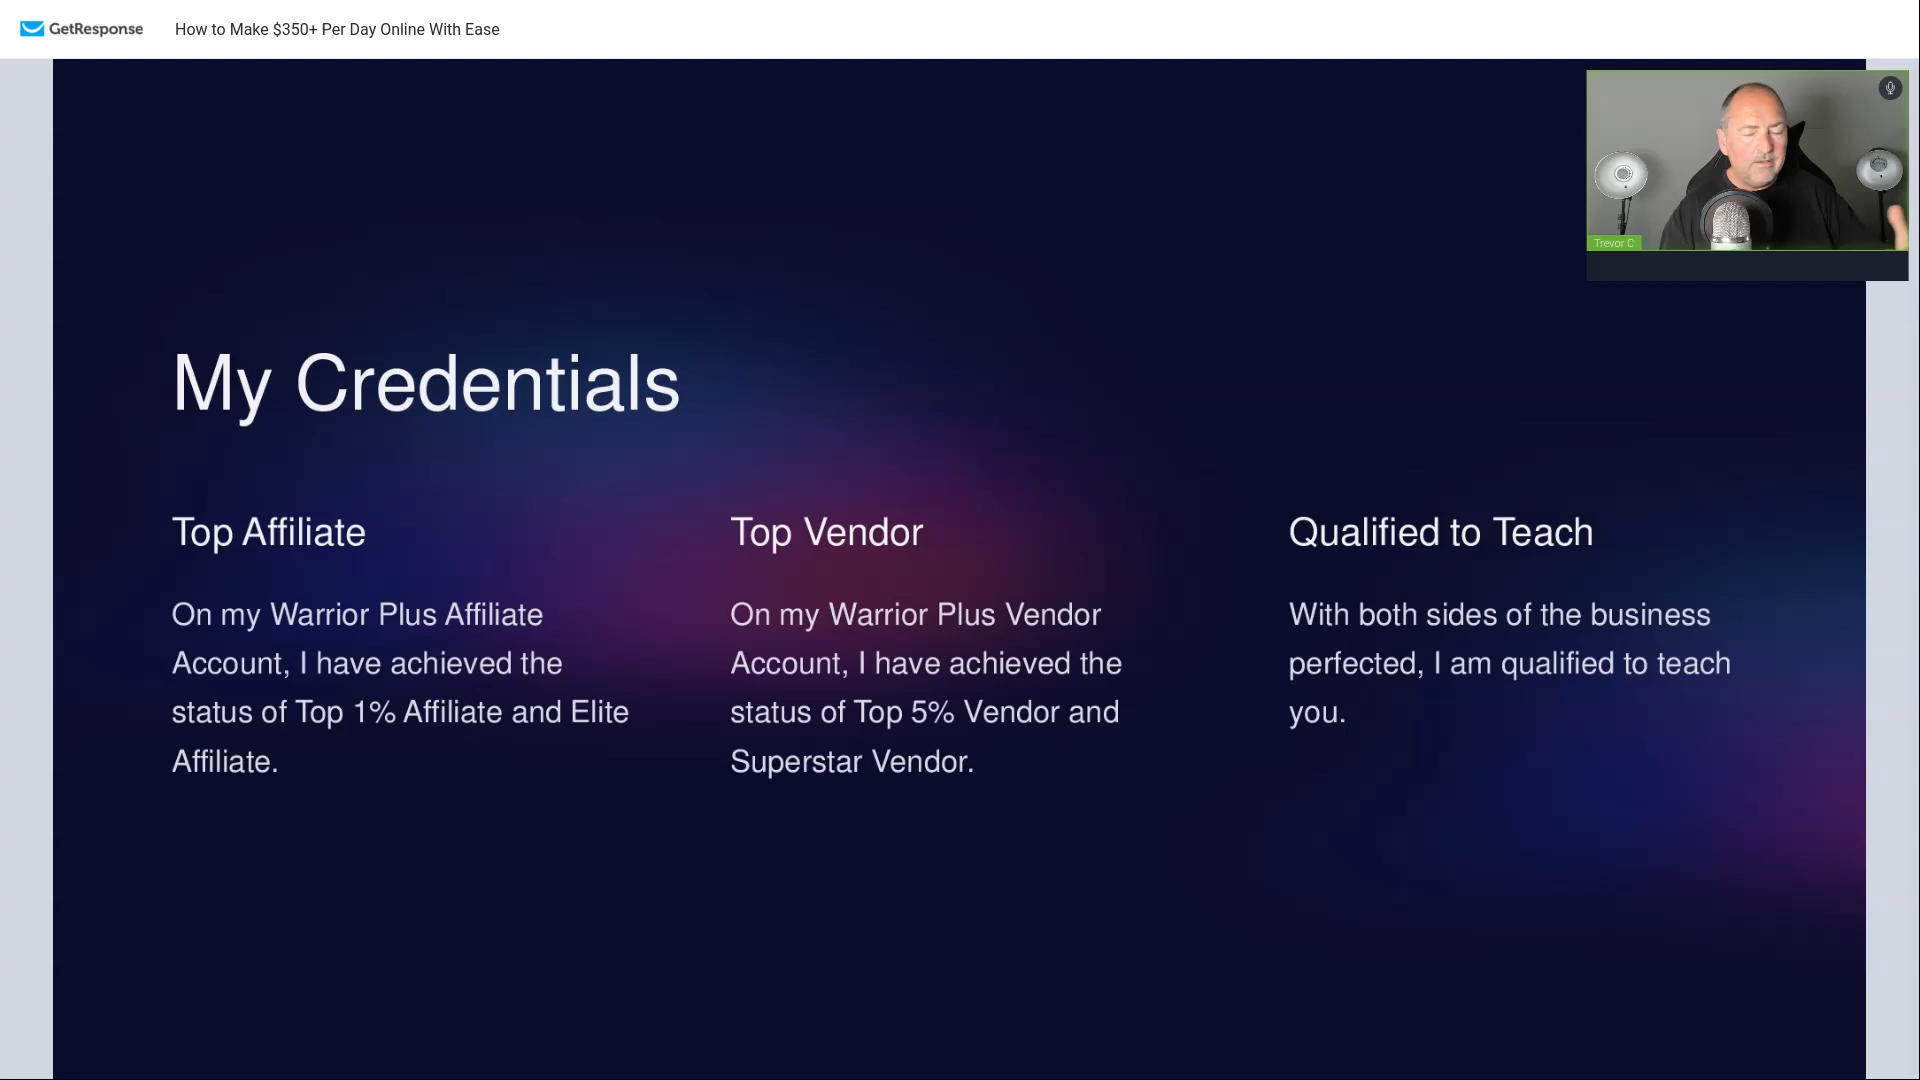 GetResponse How to Make $350+ Per Day Online With Ease
Trevor C
My Credentials
Top Affiliate
On my Warrior Plus Affiliate
Account, I have achieved the
status of Top 1% Affiliate and Elite
Affiliate.
Top Vendor
On my Warrior Plus Vendor
Account, I have achieved the
status of Top 5% Vendor and
Superstar Vendor.
Qualified to Teach
With both sides of the business
perfected, I am qualified to teach
you.